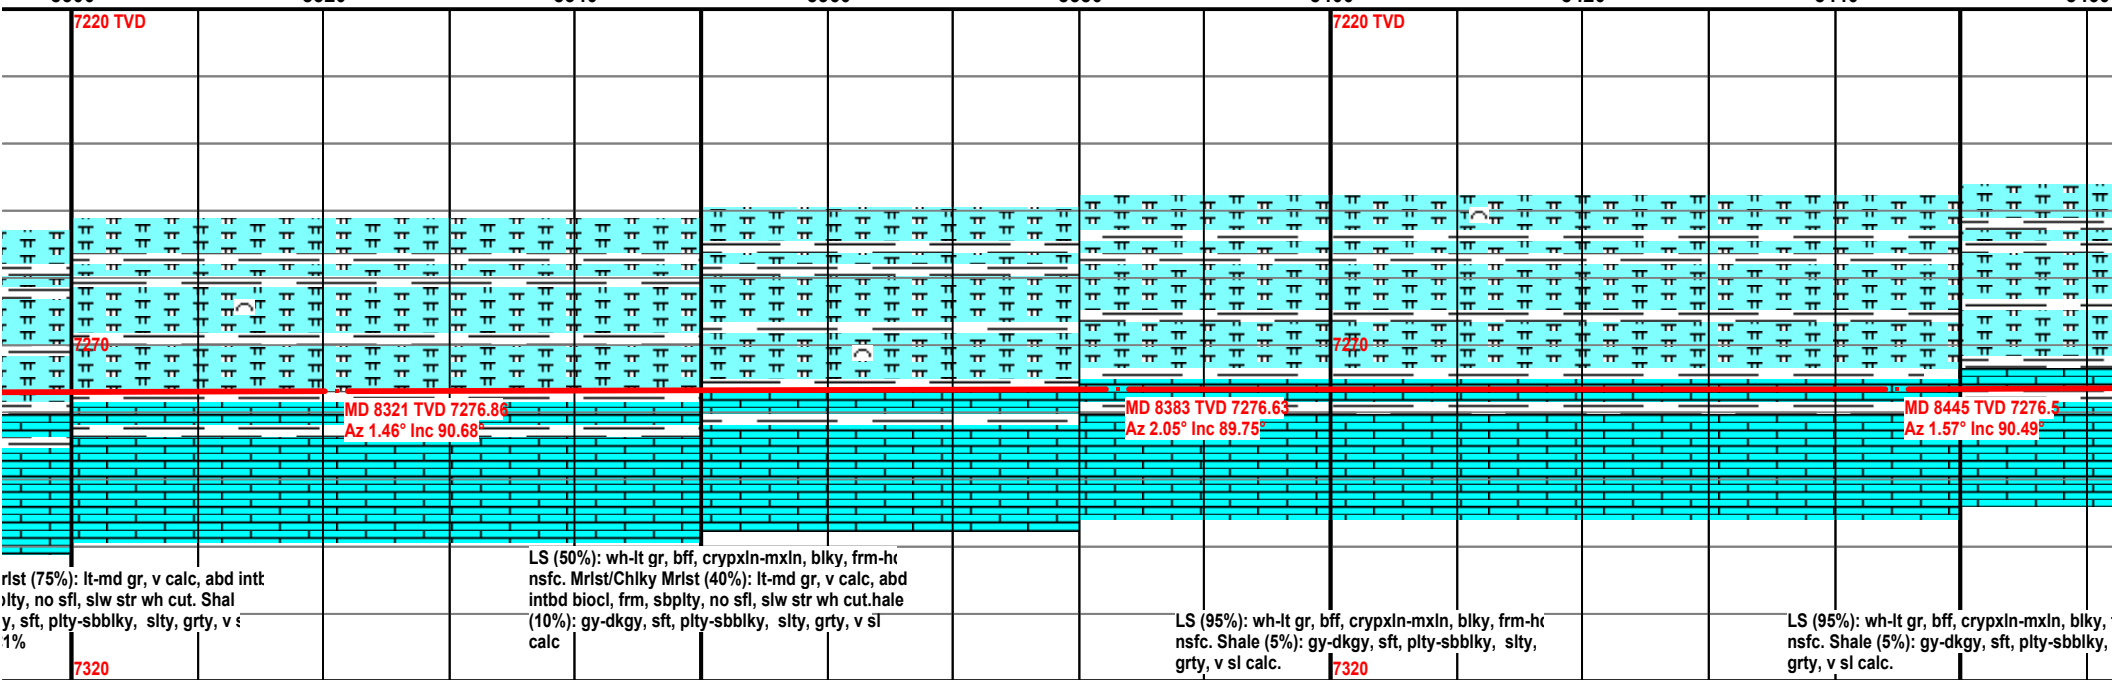 7220 TVD
7220 TVD
7270
7270
MD 8321 TVD 7276.86
Az 1.46° Inc 90.68°
MD 8383 TVD 7276.63
Az 2.05° Inc 89.75°
MD 8445 TVD 7276.5
Az 1.57° Inc 90.49°
rlst (75%): lt-md gr, v calc, abd intb
plty, no sfl, slw str wh cut. Shal
y, sft, plty-sbblky, slty, grty, v s
1%
LS (50%): wh-lt gr, bff, crypxln-mxln, blky, frm-hd
nsfc. Mrlst/Chlky Mrlst (40%): lt-md gr, v calc, abd
intbd biocl, frm, sbplty, no sfl, slw str wh cut.hale
(10%): gy-dkgy, sft, plty-sbblky, slty, grty, v sl
calc
LS (95%): wh-lt gr, bff, crypxln-mxln, blky, frm-hd
nsfc. Shale (5%): gy-dkgy, sft, plty-sbblky, slty,
grty, v sl calc.
LS (95%): wh-lt gr, bff, crypxln-mxln, blky,
nsfc. Shale (5%): gy-dkgy, sft, plty-sbblky,
grty, v sl calc.
7320
7320